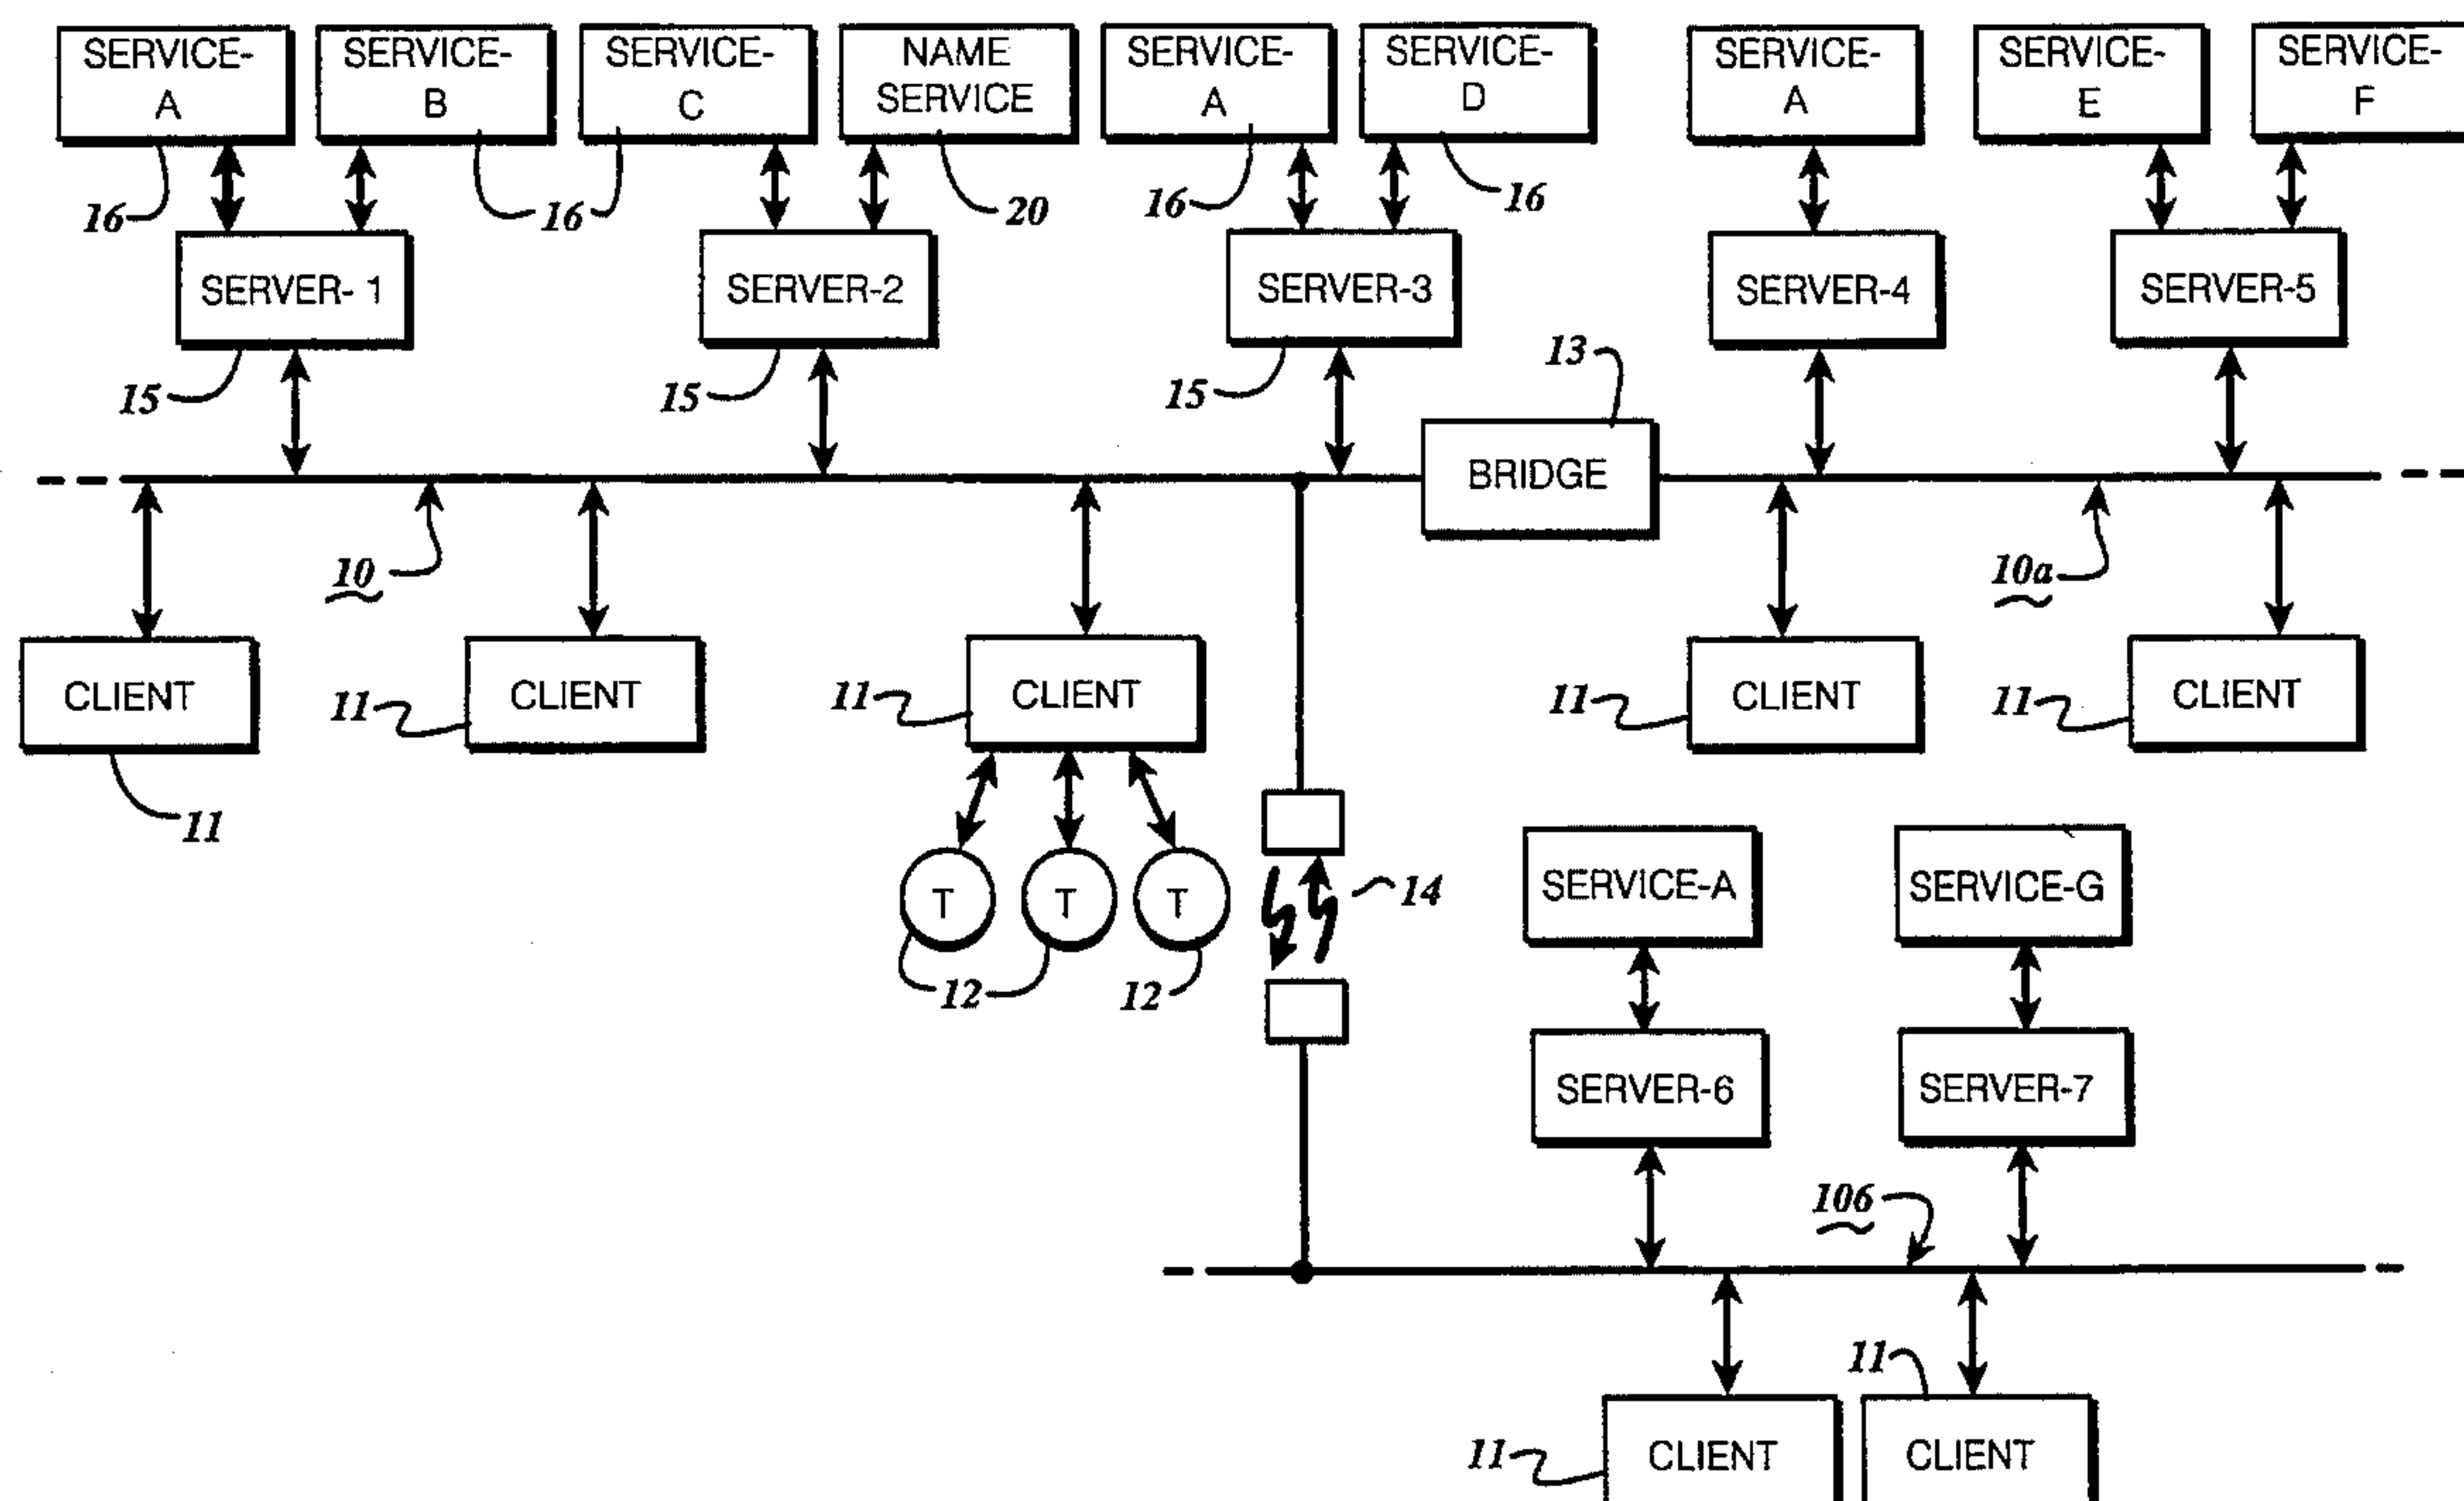 SERVICE-
A
SERVICE-
B
SERVICE-
C
NAME
SERVICE
SERVICE-
A
SERVICE-
D
SERVICE-
A
SERVICE-
E
SERVICE-
F
16
16
20
16
16
SERVER- 1
SERVER-2
SERVER-3
SERVER-4
SERVER-5
15
15
15
13
BRIDGE
10
10a
CLIENT
11
CLIENT
11
CLIENT
11
CLIENT
11
CLIENT
11
T
T
T
12
12
14
SERVICE-A
SERVICE-G
SERVER-6
SERVER-7
106
11
11
CLIENT
CLIENT